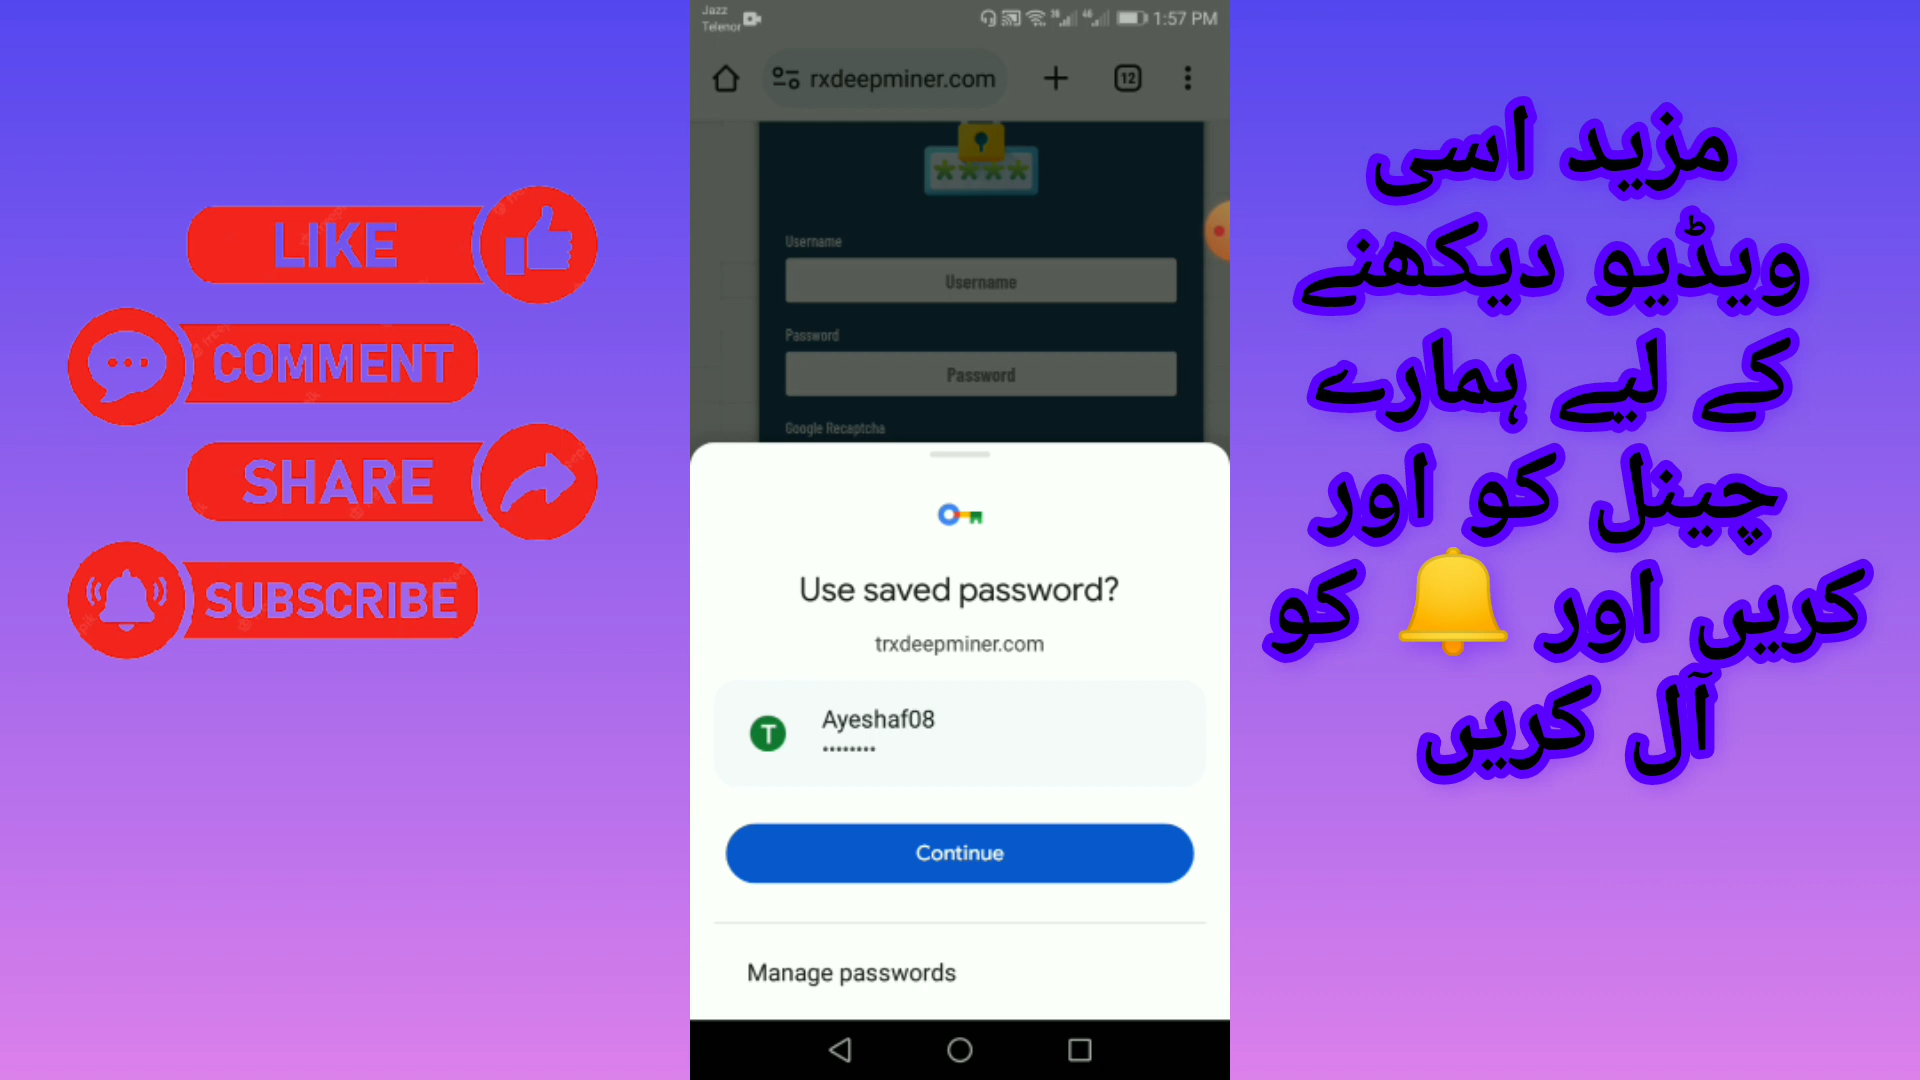 LIKE
COMMENT
SHARE
SUBSCRIBE
Jazz
Telenor
3G
4G
1:57 PM
rxdeepminer.com
12
****
Username
Username
Password
Password
Google Recaptcha
Use saved password?
trxdeepminer.com
T
Ayeshaf08
••••••••
Continue
Manage passwords
مزید اسی
ویڈیو دیکھنے
کے لیے ہمارے
چینل کو اور
کریں اور 🔔 کو
آل کریں